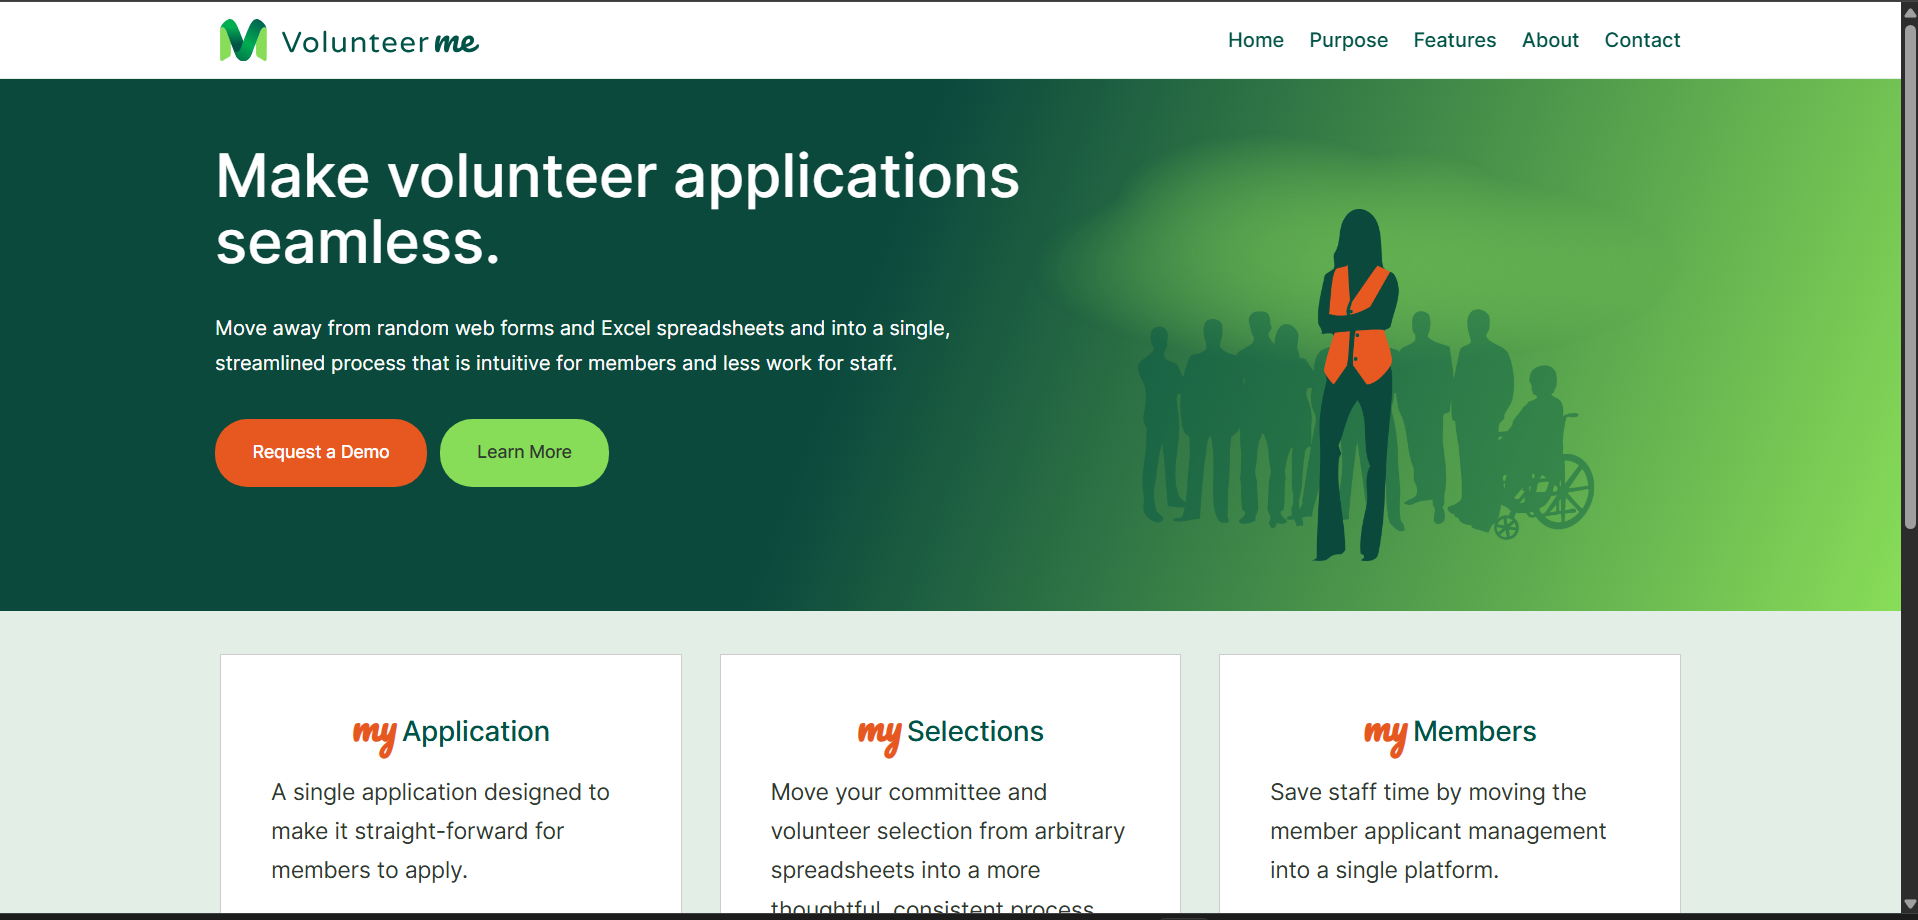 Volunteer me
Home Purpose Features About Contact
Make volunteer applications
seamless.
Move away from random web forms and Excel spreadsheets and into a single,
streamlined process that is intuitive for members and less work for staff.
Request a Demo Learn More
my Application
A single application designed to
make it straight-forward for
members to apply.
my Selections
Move your committee and
volunteer selection from arbitrary
spreadsheets into a more
thoughtful, consistent process
my Members
Save staff time by moving the
member applicant management
into a single platform.